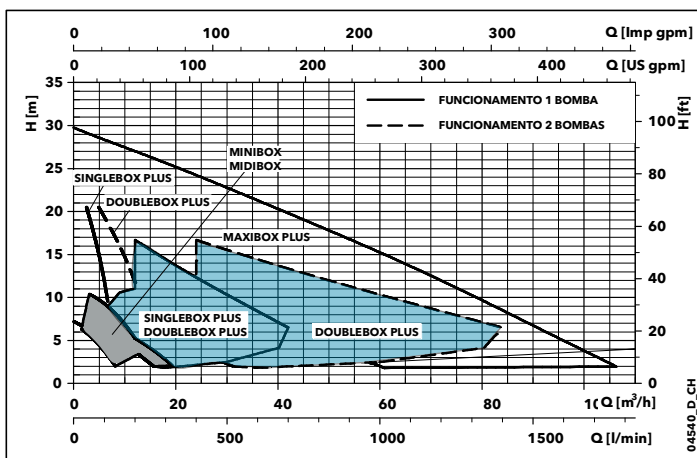 0 100 200 300 Q [Imp gpm]
0 100 200 300 400 Q [US gpm]
H [m]
35
30
25
20
15
10
5
0
H [ft]
100
80
60
40
20
0
FUNCIONAMENTO 1 BOMBA
FUNCIONAMENTO 2 BOMBAS
MINIBOX
MIDIBOX
SINGLEBOX PLUS
DOUBLEBOX PLUS
MAXIBOX PLUS
SINGLEBOX PLUS
DOUBLEBOX PLUS
DOUBLEBOX PLUS
0 20 40 60 80 Q [m³/h]
0 500 1000 1500 Q [l/min]
04540_D_CH